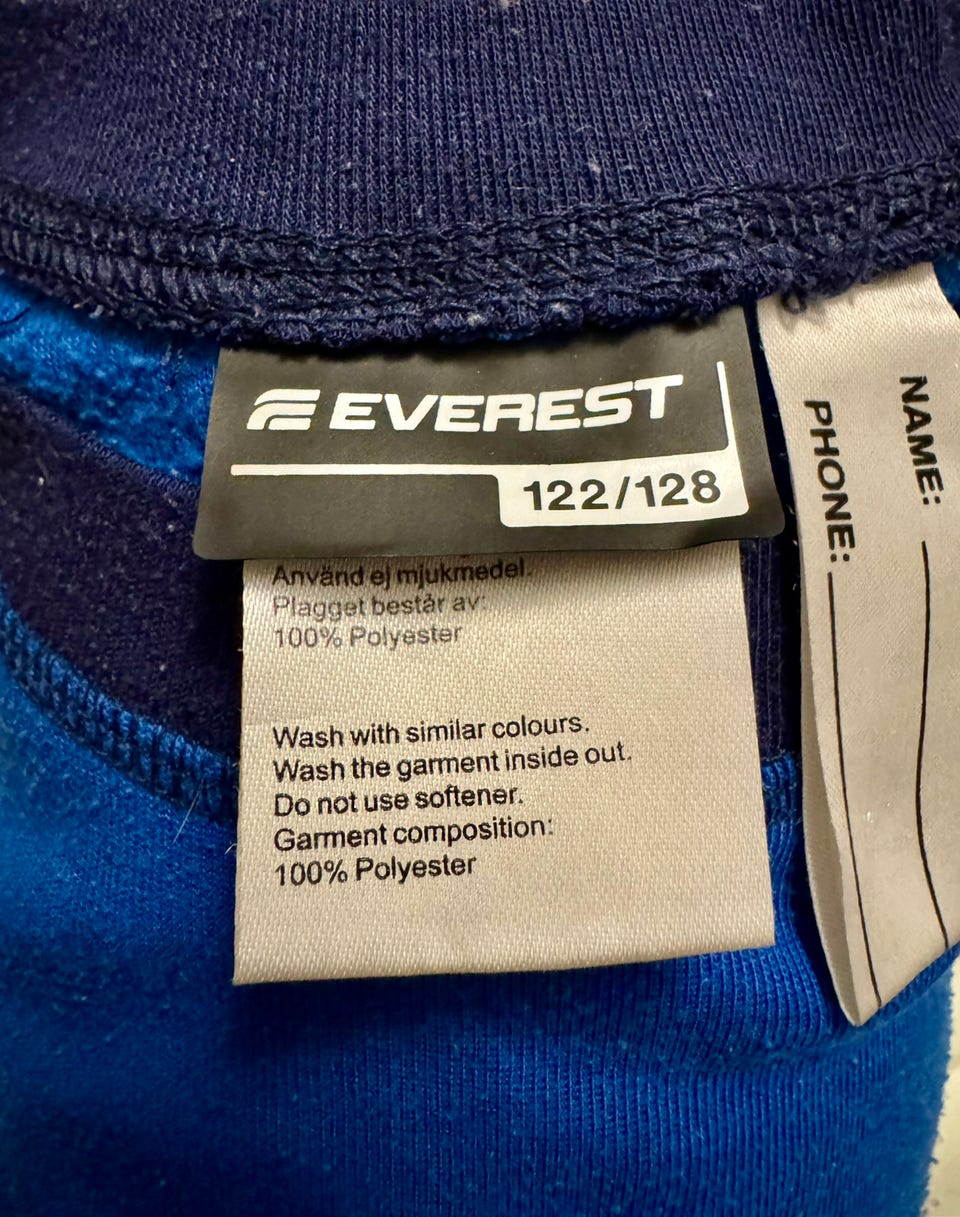 EVEREST
122/128
Använd ej mjukmedel.
Plagget består av:
100% Polyester
Wash with similar colours.
Wash the garment inside out.
Do not use softener.
Garment composition:
100% Polyester
NAME:
PHONE: